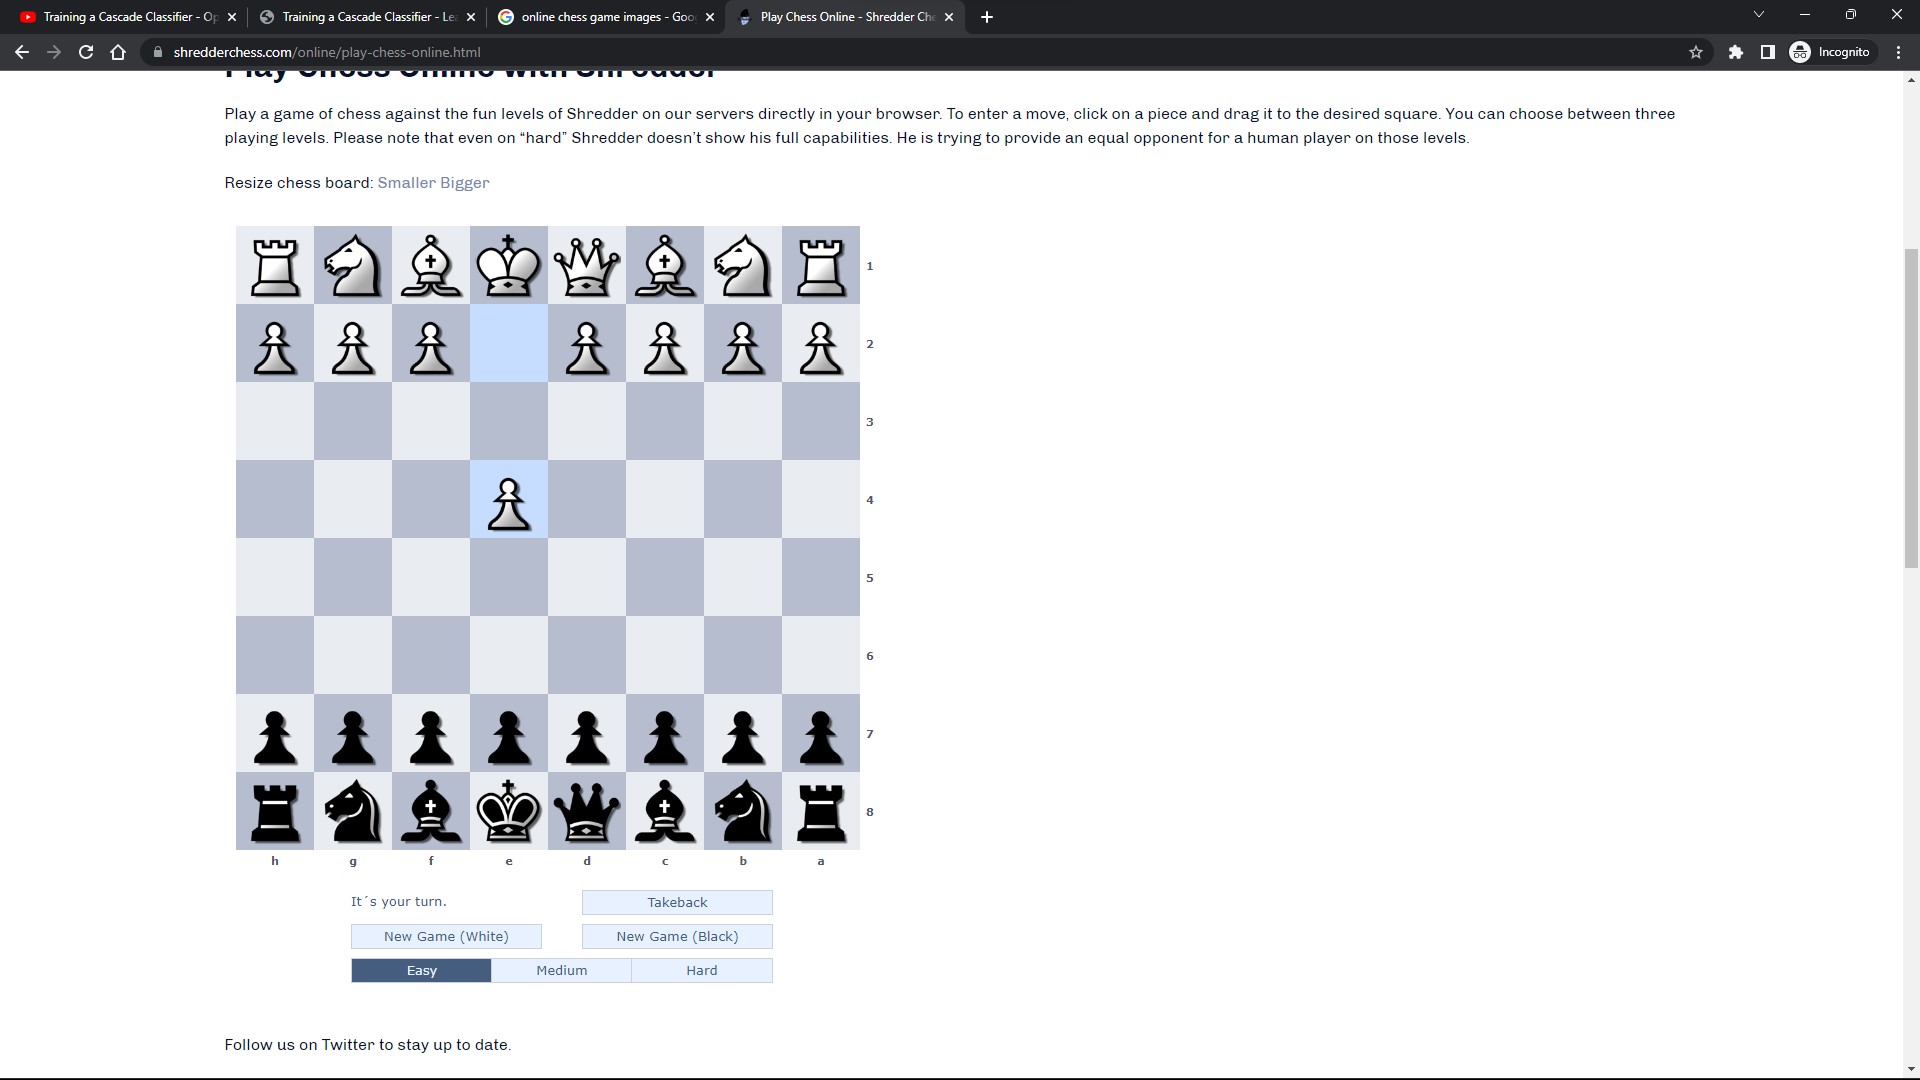 Training a Cascade Classifier - Op
Training a Cascade Classifier - Le
online chess game images - Goo
Play Chess Online - Shredder Che
shredderchess.com/online/play-chess-online.html
Incognito
Play Chess Online with Shredder
Play a game of chess against the fun levels of Shredder on our servers directly in your browser. To enter a move, click on a piece and drag it to the desired square. You can choose between three
playing levels. Please note that even on “hard” Shredder doesn’t show his full capabilities. He is trying to provide an equal opponent for a human player on those levels.
Resize chess board: Smaller Bigger
1
2
3
4
5
6
7
8
h g f e d c b a
It´s your turn.
Takeback
New Game (White)
New Game (Black)
Easy
Medium
Hard
Follow us on Twitter to stay up to date.